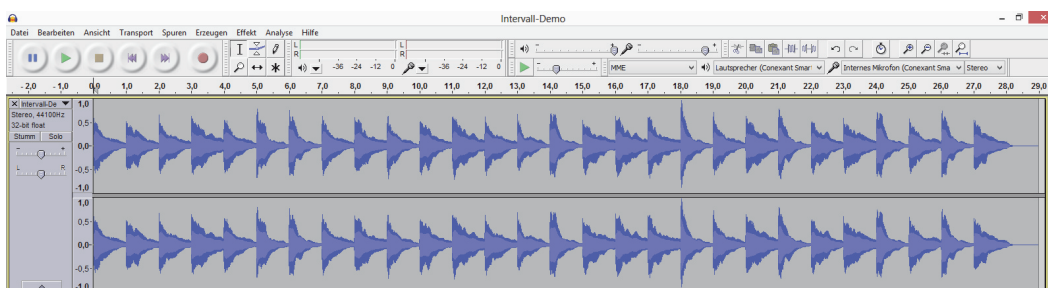 Intervall-Demo
Datei Bearbeiten Ansicht Transport Spuren Erzeugen Effekt Analyse Hilfe
L
R
-36 -24 -12 0
L
R
-36 -24 -12 0
MME
Lautsprecher (Conexant Smar
Internes Mikrofon (Conexant Sma
Stereo
-2,0 -1,0 0,0 1,0 2,0 3,0 4,0 5,0 6,0 7,0 8,0 9,0 10,0 11,0 12,0 13,0 14,0 15,0 16,0 17,0 18,0 19,0 20,0 21,0 22,0 23,0 24,0 25,0 26,0 27,0 28,0 29,0
Intervall-De
Stereo, 44100Hz
32-bit float
Stumm Solo
- +
L R
1,0
0,5
0,0
-0,5
-1,0
1,0
0,5
0,0
-0,5
-1,0